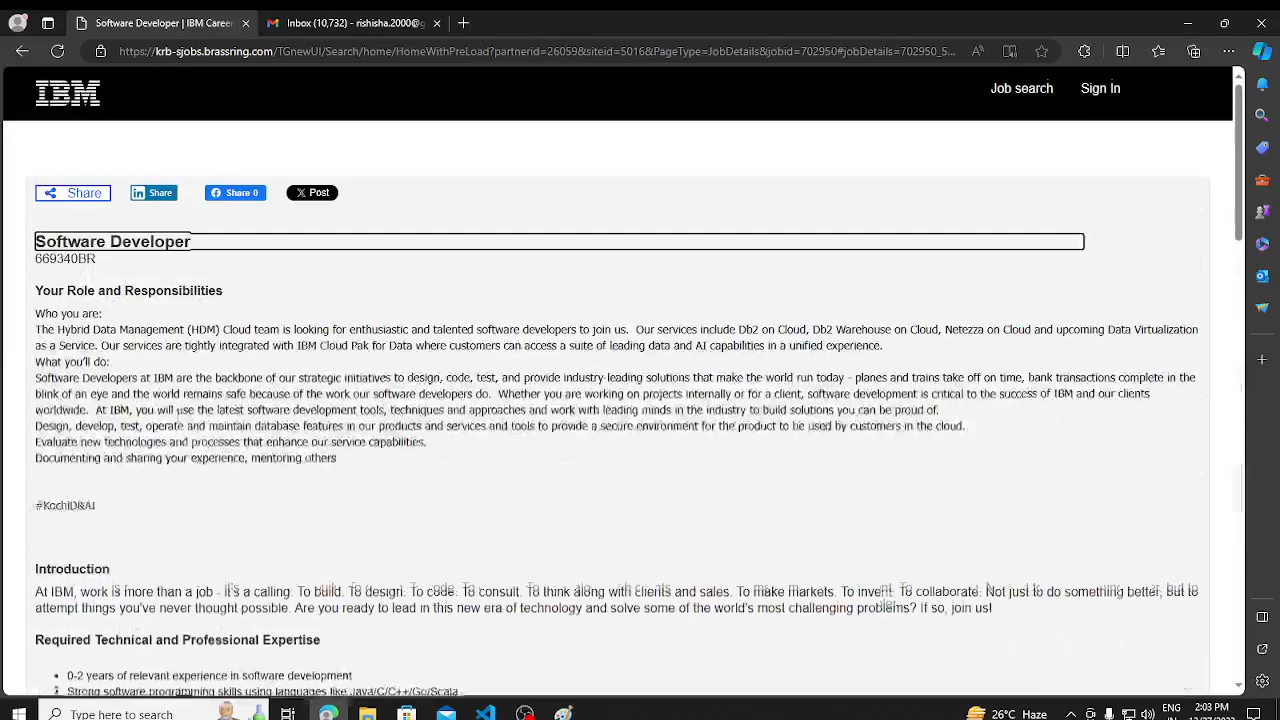 Software Developer | IBM Career
Inbox (10,732) - rishisha.2000@g
https://krb-sjobs.brassring.com/TGnewUI/Search/home/HomeWithPreLoad?partnerid=26059&siteid=5016&PageType=JobDetails&jobid=702950#jobDetails=702950_5...
IBM
Job search Sign In
Share Share Share 0 Post
Software Developer
669340BR
Your Role and Responsibilities
Who you are:
The Hybrid Data Management (HDM) Cloud team is looking for enthusiastic and talented software developers to join us. Our services include Db2 on Cloud, Db2 Warehouse on Cloud, Netezza on Cloud and upcoming Data Virtualization
as a Service. Our services are tightly integrated with IBM Cloud Pak for Data where customers can access a suite of leading data and AI capabilities in a unified experience.
What you'll do:
Software Developers at IBM are the backbone of our strategic initiatives to design, code, test, and provide industry-leading solutions that make the world run today - planes and trains take off on time, bank transactions complete in the
blink of an eye and the world remains safe because of the work our software developers do. Whether you are working on projects internally or for a client, software development is critical to the success of IBM and our clients
worldwide. At IBM, you will use the latest software development tools, techniques and approaches and work with leading minds in the industry to build solutions you can be proud of.
Design, develop, test, operate and maintain database features in our products and services and tools to provide a secure environment for the product to be used by customers in the cloud.
Evaluate new technologies and processes that enhance our service capabilities.
Documenting and sharing your experience, mentoring others
#KochiD&AI
Introduction
At IBM, work is more than a job - it's a calling. To build. To design. To code. To consult. To think along with clients and sales. To make markets. To invent. To collaborate. Not just to do something better, but to
attempt things you've never thought possible. Are you ready to lead in this new era of technology and solve some of the world's most challenging problems? If so, join us!
Required Technical and Professional Expertise
• 0-2 years of relevant experience in software development
• Strong software programming skills using languages like Java/C/C++/Go/Scala
Type here to search
26°C Haze
ENG
2:03 PM